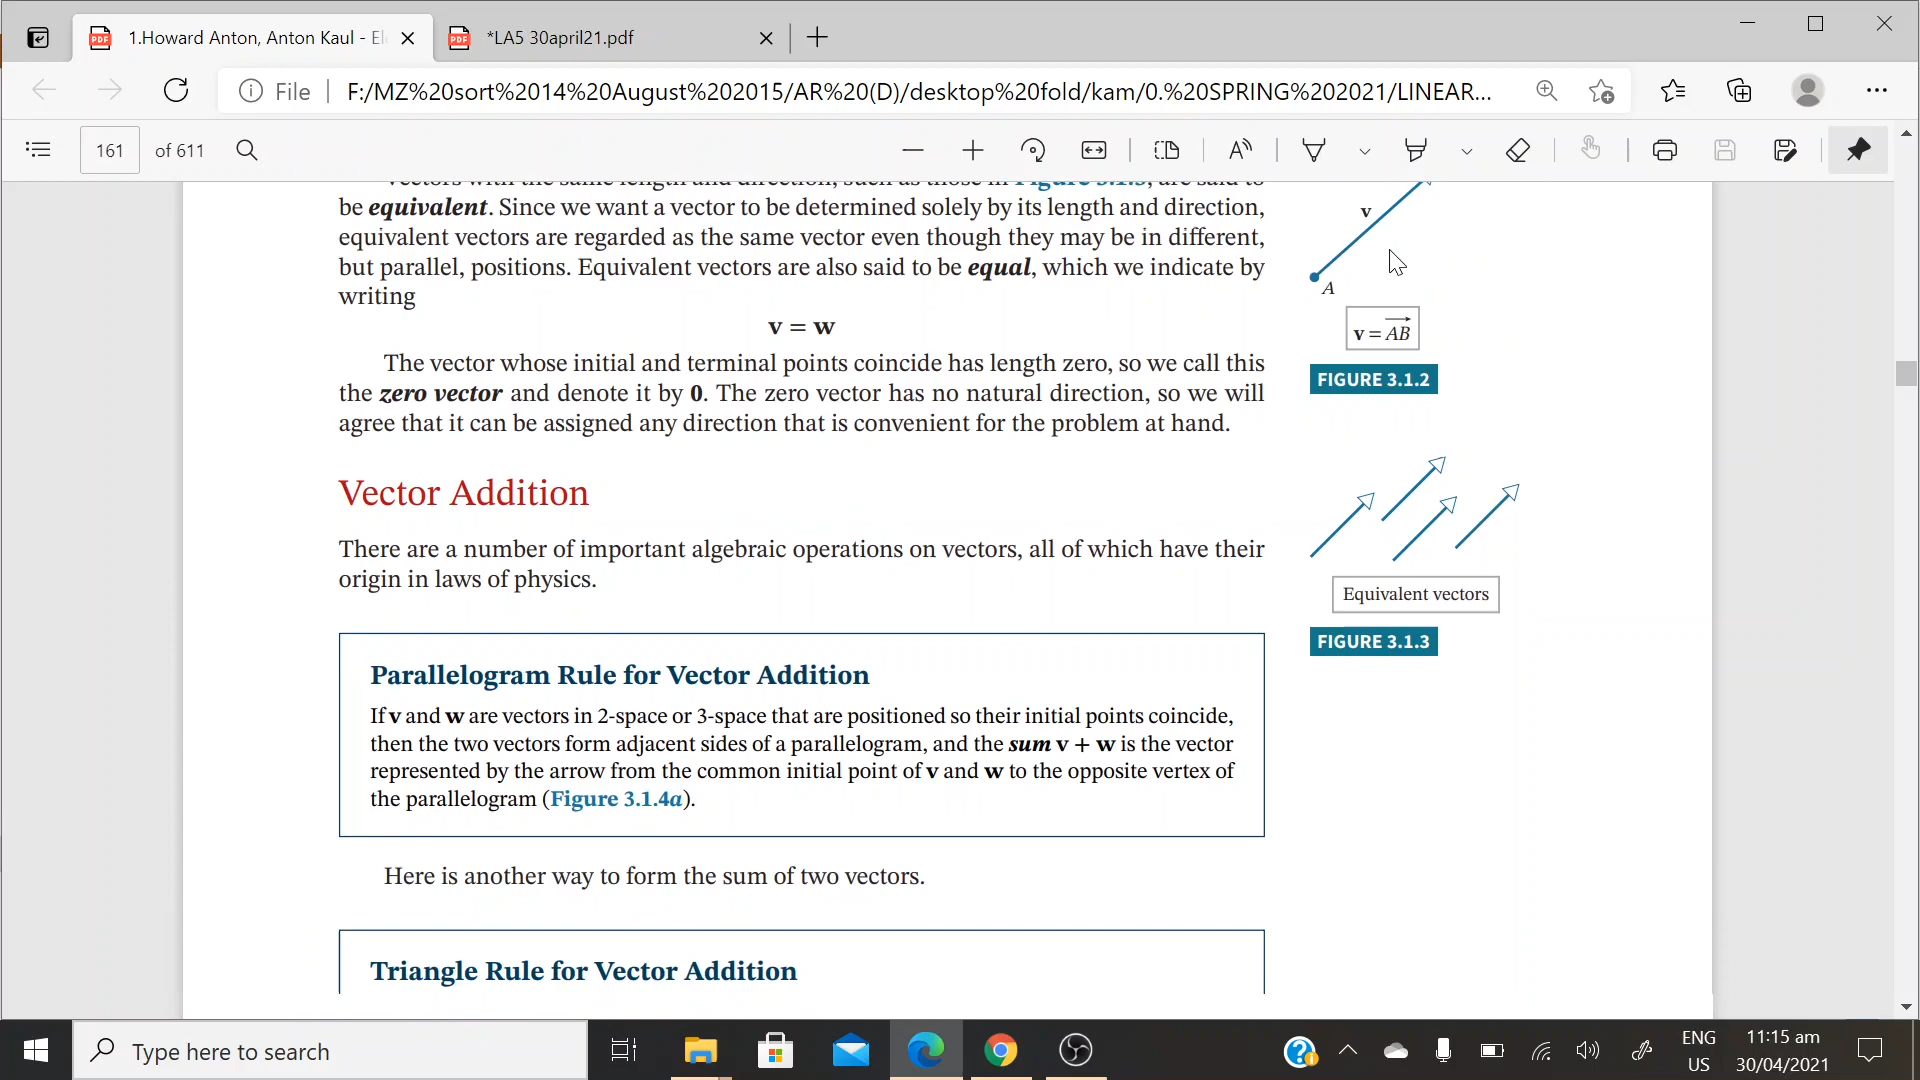 1.Howard Anton, Anton Kaul - El
*LA5 30april21.pdf
File
F:/MZ%20sort%2014%20August%202015/AR%20(D)/desktop%20fold/kam/0.%20SPRING%202021/LINEAR...
161 of 611
Vectors with the same length and direction, such as those in Figure 3.1.3, are said to
be equivalent. Since we want a vector to be determined solely by its length and direction,
equivalent vectors are regarded as the same vector even though they may be in different,
but parallel, positions. Equivalent vectors are also said to be equal, which we indicate by
writing
v = w
The vector whose initial and terminal points coincide has length zero, so we call this
the zero vector and denote it by 0. The zero vector has no natural direction, so we will
agree that it can be assigned any direction that is convenient for the problem at hand.
v
A
v = AB
FIGURE 3.1.2
Vector Addition
There are a number of important algebraic operations on vectors, all of which have their
origin in laws of physics.
Equivalent vectors
FIGURE 3.1.3
Parallelogram Rule for Vector Addition
If v and w are vectors in 2-space or 3-space that are positioned so their initial points coincide,
then the two vectors form adjacent sides of a parallelogram, and the sum v + w is the vector
represented by the arrow from the common initial point of v and w to the opposite vertex of
the parallelogram (Figure 3.1.4a).
Here is another way to form the sum of two vectors.
Triangle Rule for Vector Addition
Type here to search
ENG
US
11:15 am
30/04/2021